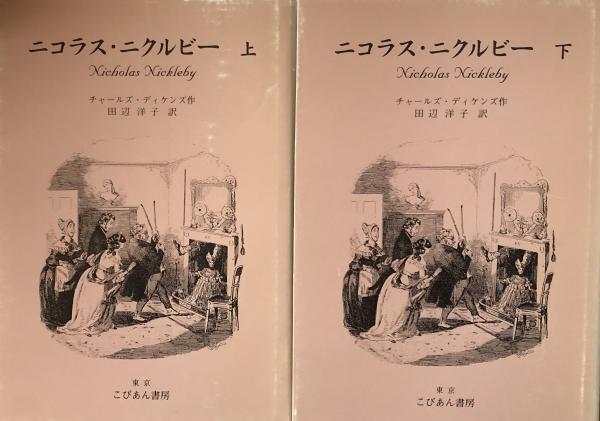 ニコラス・ニクルビー 上
Nicholas Nickleby
チャールズ・ディケンズ作
田辺洋子 訳
東京
こびあん書房
ニコラス・ニクルビー 下
Nicholas Nickleby
チャールズ・ディケンズ作
田辺洋子 訳
東京
こびあん書房